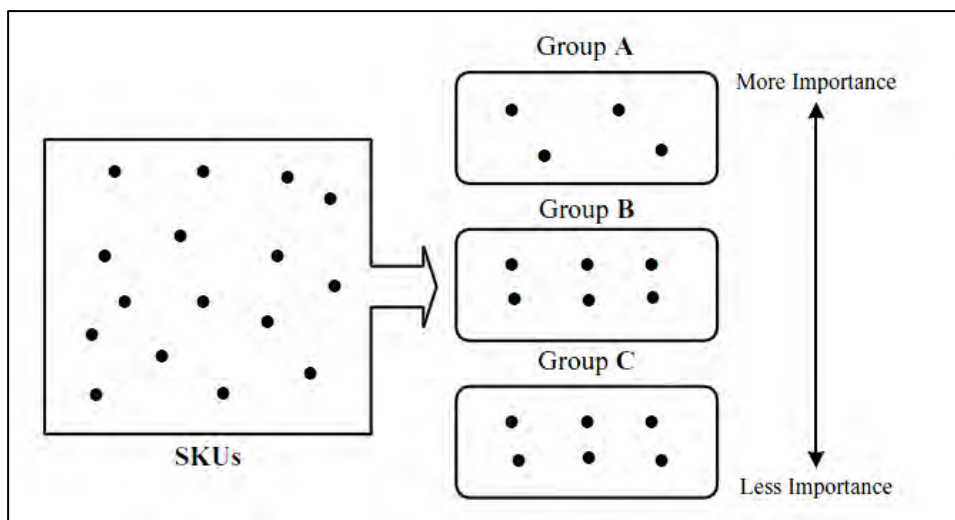 Group A
More Importance
Group B
Group C
SKUs
Less Importance